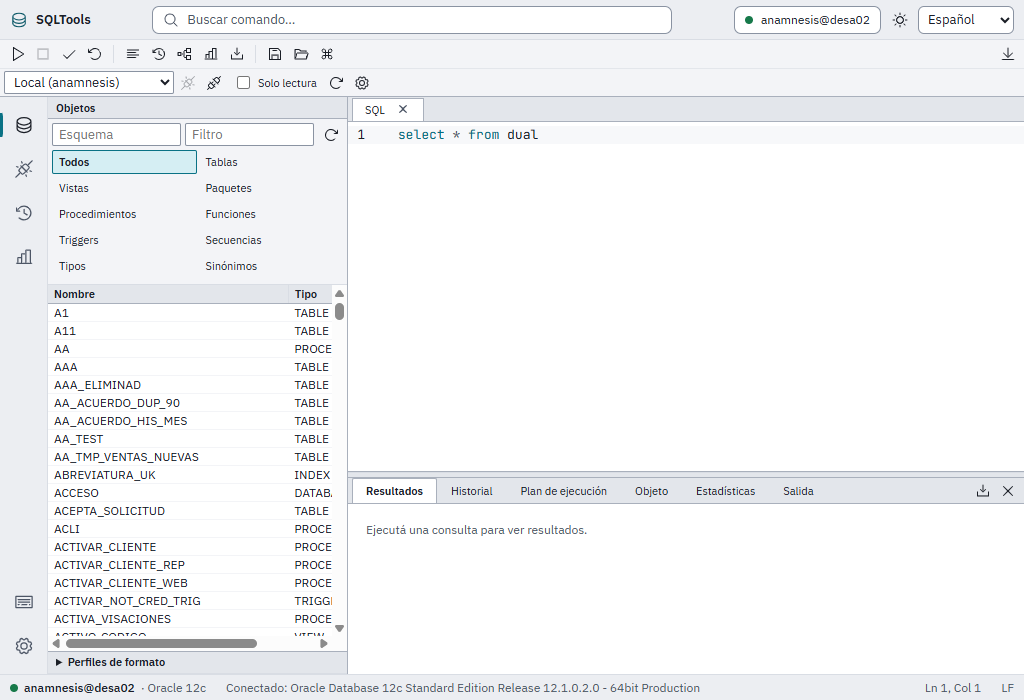 SQLTools
Buscar comando...
anamnesis@desa02
Español
Local (anamnesis)
Solo lectura
Objetos
Esquema
Filtro
Todos
Tablas
Vistas
Paquetes
Procedimientos
Funciones
Triggers
Secuencias
Tipos
Sinónimos
Nombre Tipo
A1 TABLE
A11 TABLE
AA PROCE
AAA TABLE
AAA_ELIMINAD TABLE
AA_ACUERDO_DUP_90 TABLE
AA_ACUERDO_HIS_MES TABLE
AA_TEST TABLE
AA_TMP_VENTAS_NUEVAS TABLE
ABREVIATURA_UK INDEX
ACCESO DATAB
ACEPTA_SOLICITUD TABLE
ACLI PROCE
ACTIVAR_CLIENTE PROCE
ACTIVAR_CLIENTE_REP PROCE
ACTIVAR_CLIENTE_WEB PROCE
ACTIVAR_NOT_CRED_TRIG TRIGG
ACTIVA_VISACIONES PROCE
ACTIVO_CODIGO VIEW
Perfiles de formato
SQL
1 select * from dual
Resultados
Historial
Plan de ejecución
Objeto
Estadísticas
Salida
Ejecutá una consulta para ver resultados.
anamnesis@desa02 · Oracle 12c
Conectado: Oracle Database 12c Standard Edition Release 12.1.0.2.0 - 64bit Production
Ln 1, Col 1
LF